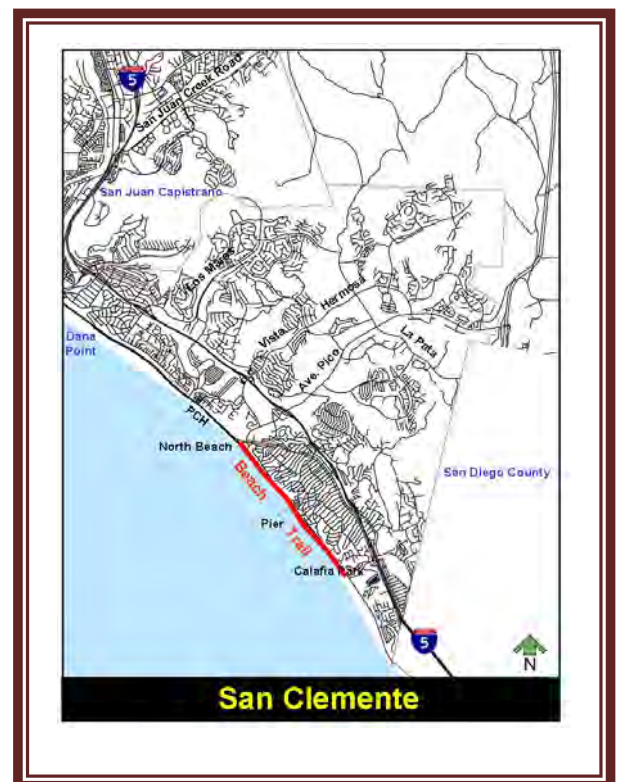 5
San Juan Creek Road
San Juan Capistrano
Los Mares
Hermosa
Vista
Dana
Point
La Pata
Ave. Pico
PCH
North Beach
San Diego County
Beach
Pier
Trail
Calafia Park
5
N
San Clemente